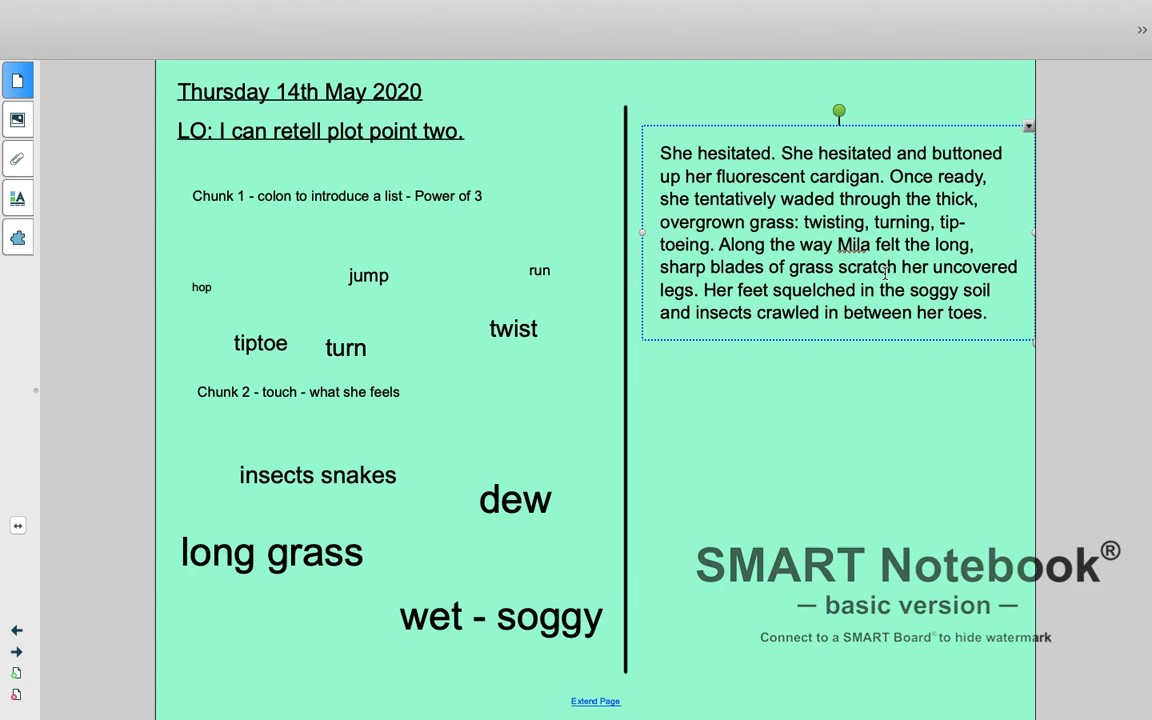 Thursday 14th May 2020
LO: I can retell plot point two.
Chunk 1 - colon to introduce a list - Power of 3
hop
jump
run
tiptoe
turn
twist
Chunk 2 - touch - what she feels
insects snakes
dew
long grass
wet - soggy
She hesitated. She hesitated and buttoned
up her fluorescent cardigan. Once ready,
she tentatively waded through the thick,
overgrown grass: twisting, turning, tip-
toeing. Along the way Mila felt the long,
sharp blades of grass scratch her uncovered
legs. Her feet squelched in the soggy soil
and insects crawled in between her toes.
SMART Notebook®
— basic version —
Connect to a SMART Board® to hide watermark
Extend Page